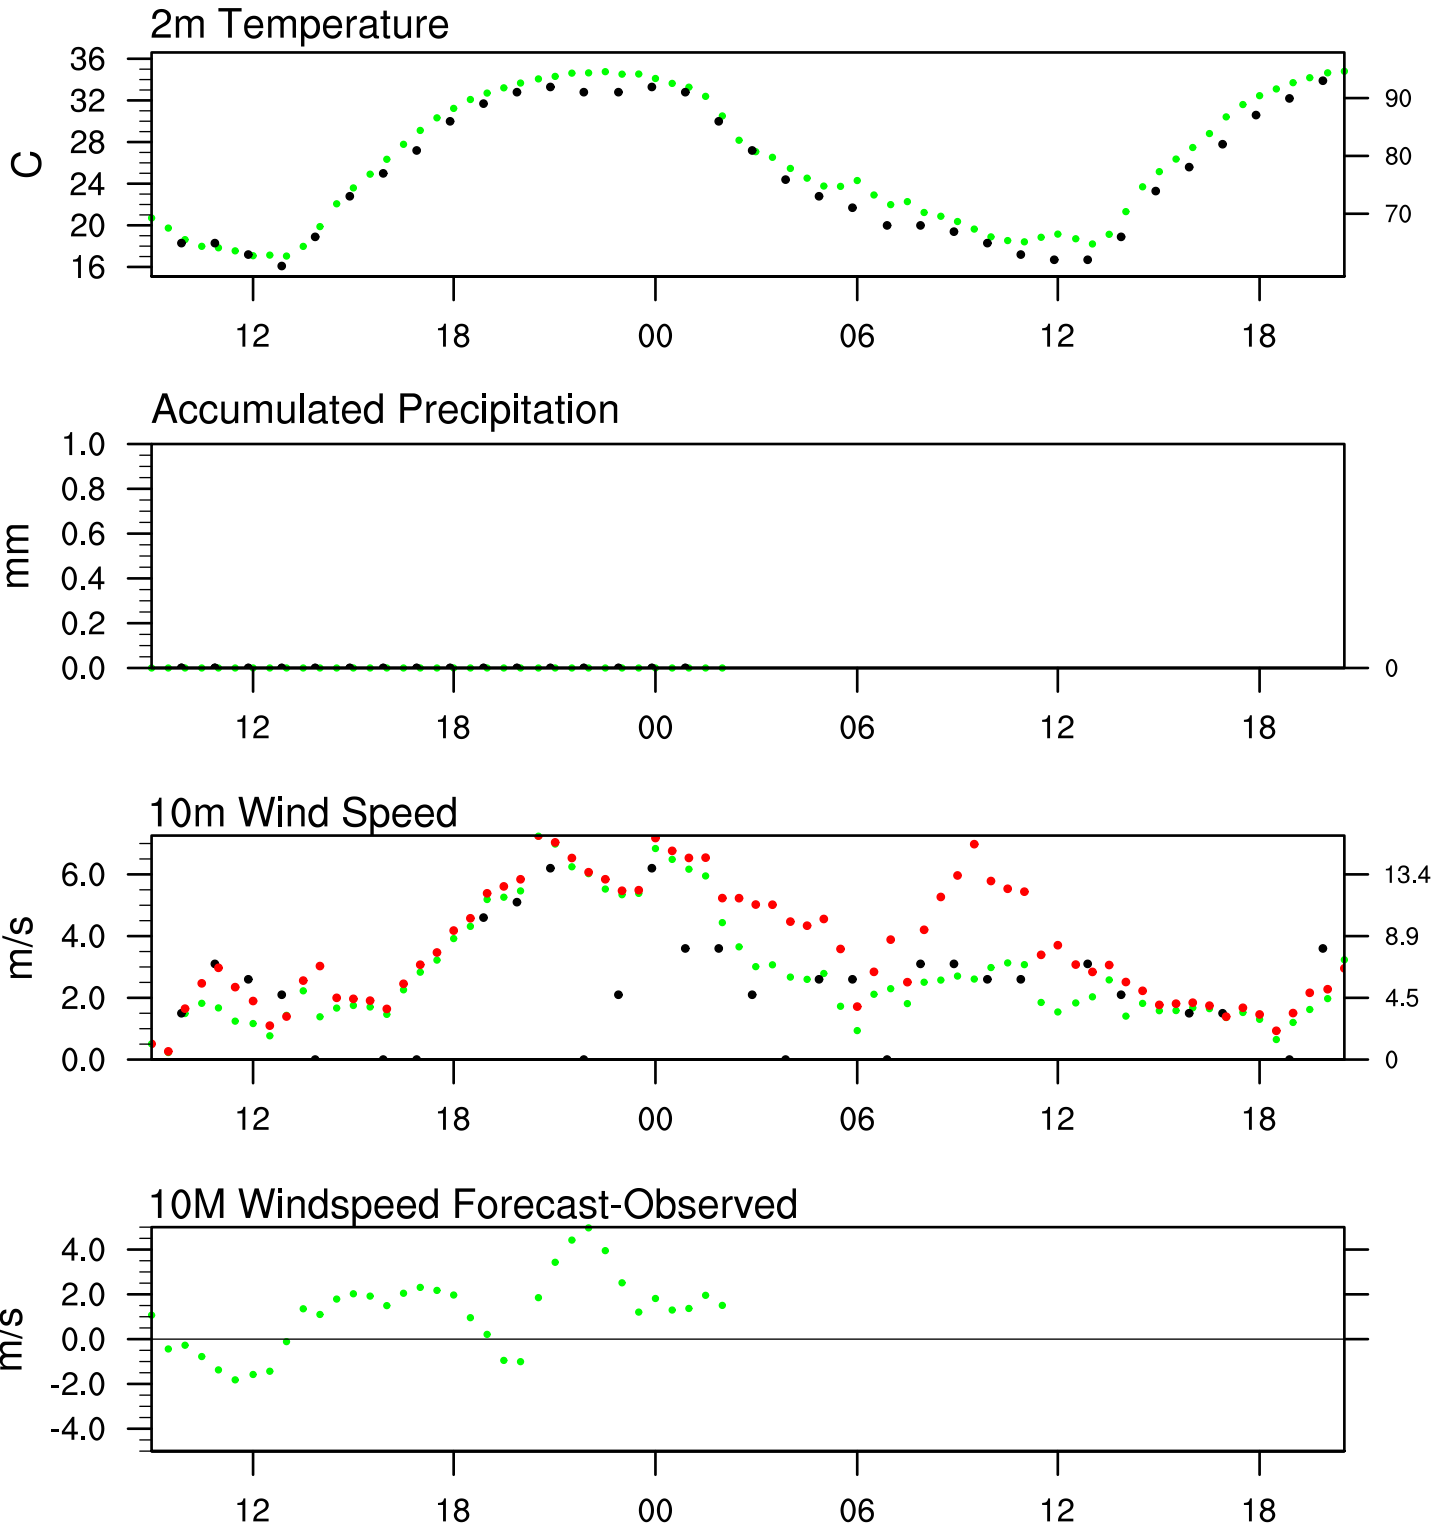 2m Temperature
36
32
28
24
20
16
C
90
80
70
12 18 00 06 12 18
Accumulated Precipitation
1.0
0.8
0.6
0.4
0.2
0.0
mm
0
12 18 00 06 12 18
10m Wind Speed
6.0
4.0
2.0
0.0
m/s
13.4
8.9
4.5
0
12 18 00 06 12 18
10M Windspeed Forecast-Observed
4.0
2.0
0.0
-2.0
-4.0
m/s
12 18 00 06 12 18